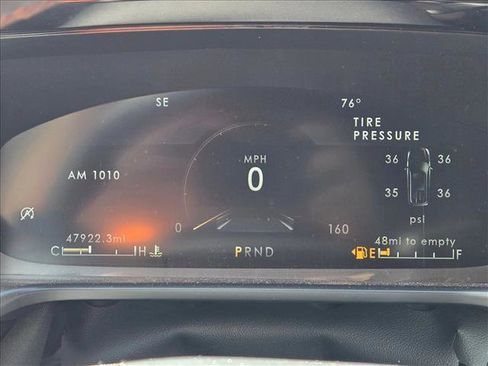 SE 76°
TIRE
PRESSURE
MPH
36 36
0
AM 1010
35 36
psi
0 160
47922.3mi
48mi to empty
C H
PRND
E F